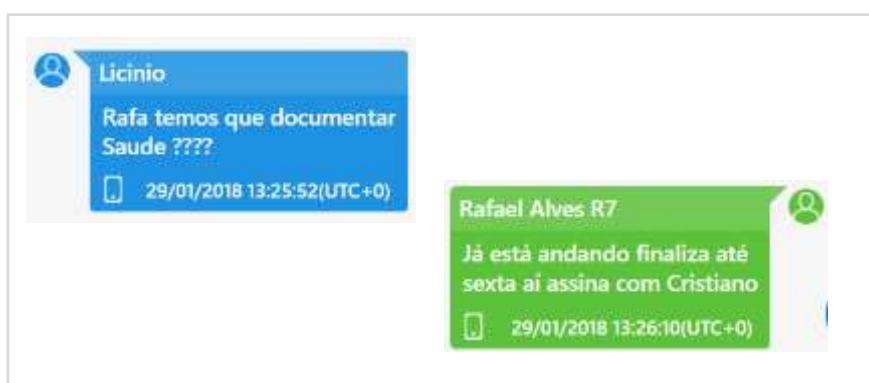 Licinio
Rafa temos que documentar
Saude ????
29/01/2018 13:25:52(UTC+0)
Rafael Alves R7
Já está andando finaliza até
sexta aí assina com Cristiano
29/01/2018 13:26:10(UTC+0)